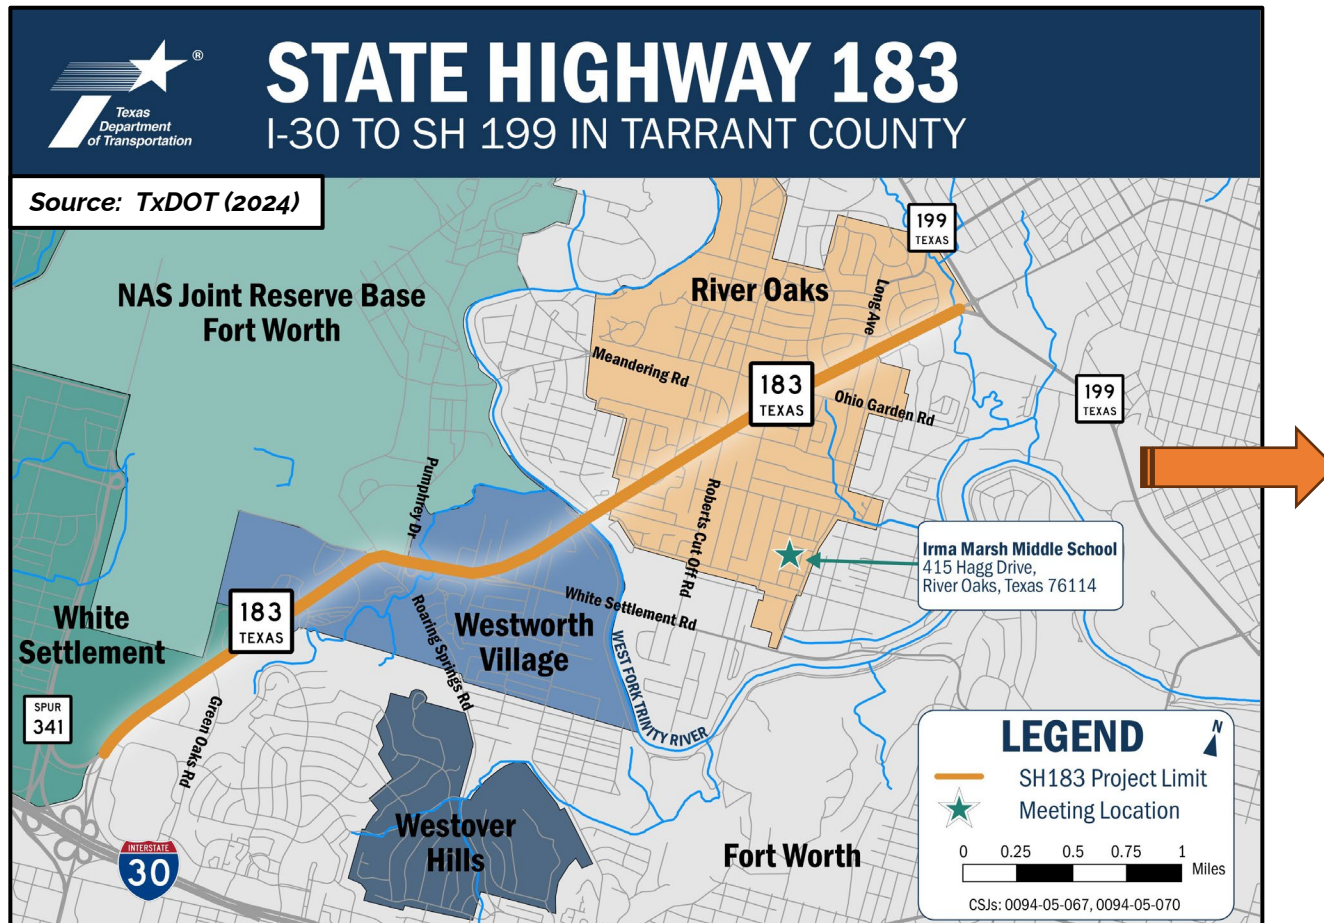 STATE HIGHWAY 183
I-30 TO SH 199 IN TARRANT COUNTY
®
Texas
Department
of Transportation
Source: TxDOT (2024)
199
TEXAS
NAS Joint Reserve Base
Fort Worth
River Oaks
Long Ave
Meandering Rd
183
TEXAS
Ohio Garden Rd
199
TEXAS
Pumphrey Dr
Roberts Cut Off Rd
Irma Marsh Middle School
415 Hagg Drive,
River Oaks, Texas 76114
White Settlement Rd
183
TEXAS
White
Settlement
Roaring Springs Rd
Westworth
Village
WEST FORK TRINITY RIVER
SPUR
341
Green Oaks Rd
INTERSTATE
30
Westover
Hills
Fort Worth
LEGEND
N
SH183 Project Limit
Meeting Location
0 0.25 0.5 0.75 1
Miles
CSJs: 0094-05-067, 0094-05-070